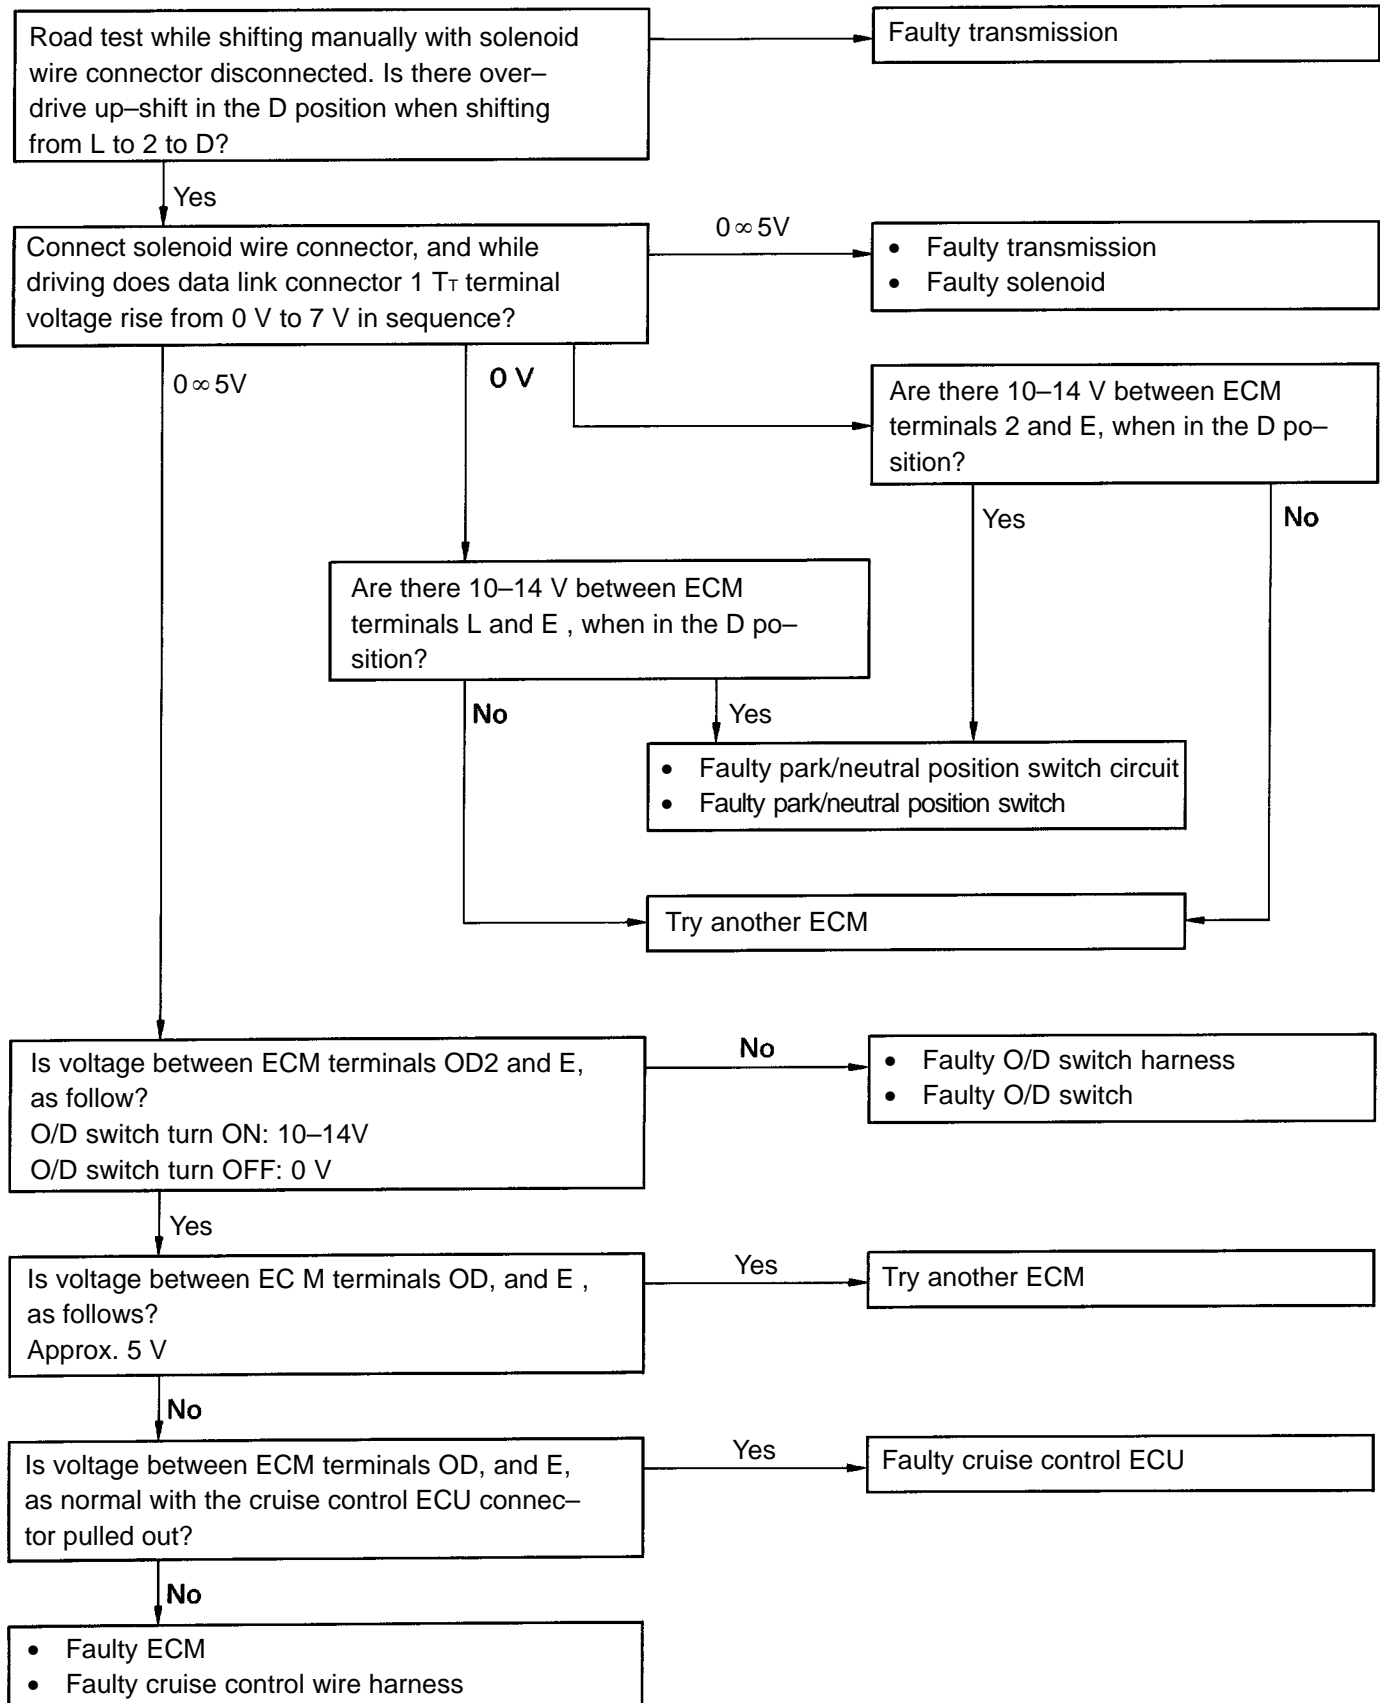 Road test while shifting manually with solenoid
wire connector disconnected. Is there over–
drive up–shift in the D position when shifting
from L to 2 to D?
Faulty transmission
Yes
Connect solenoid wire connector, and while
driving does data link connector 1 TT terminal
voltage rise from 0 V to 7 V in sequence?
0 ∞ 5V
• Faulty transmission
• Faulty solenoid
0 ∞ 5V
0 V
Are there 10–14 V between ECM
terminals 2 and E, when in the D po–
sition?
Yes
No
Are there 10–14 V between ECM
terminals L and E , when in the D po–
sition?
No
Yes
• Faulty park/neutral position switch circuit
• Faulty park/neutral position switch
Try another ECM
Is voltage between ECM terminals OD2 and E,
as follow?
O/D switch turn ON: 10–14V
O/D switch turn OFF: 0 V
No
• Faulty O/D switch harness
• Faulty O/D switch
Yes
Is voltage between EC M terminals OD, and E ,
as follows?
Approx. 5 V
Yes
Try another ECM
No
Is voltage between ECM terminals OD, and E,
as normal with the cruise control ECU connec–
tor pulled out?
Yes
Faulty cruise control ECU
No
• Faulty ECM
• Faulty cruise control wire harness